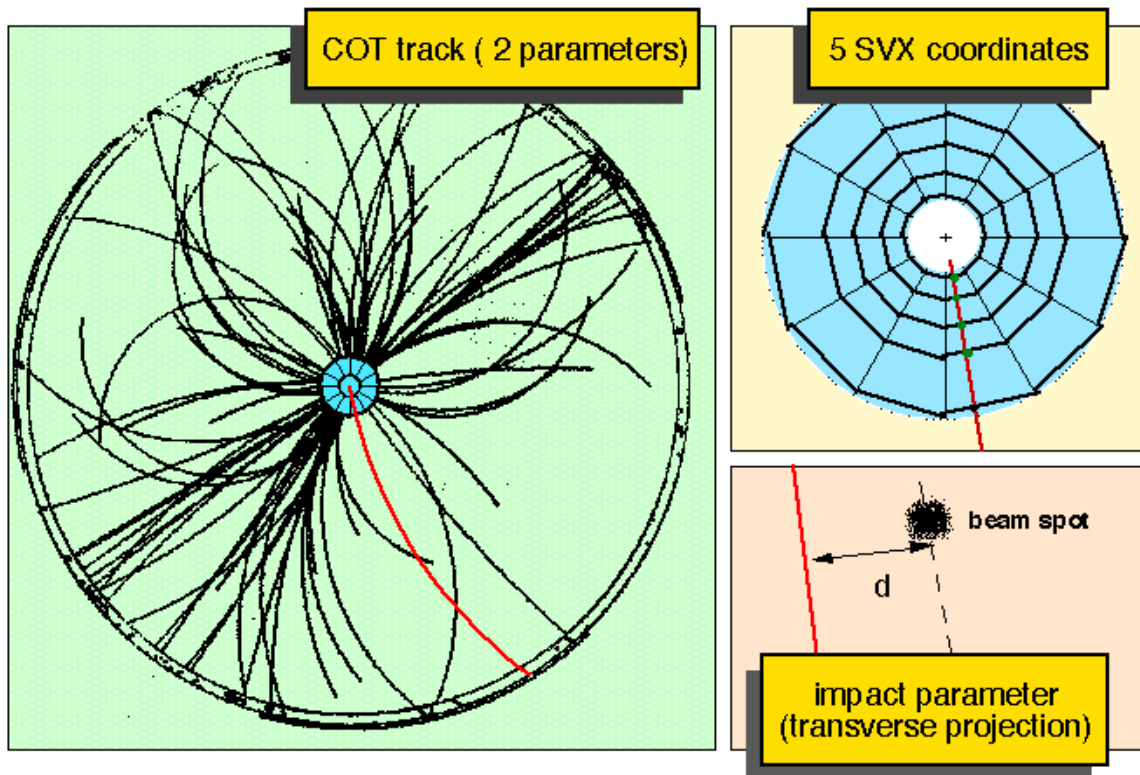 COT track ( 2 parameters)
5 SVX coordinates
beam spot
d
impact parameter
(transverse projection)